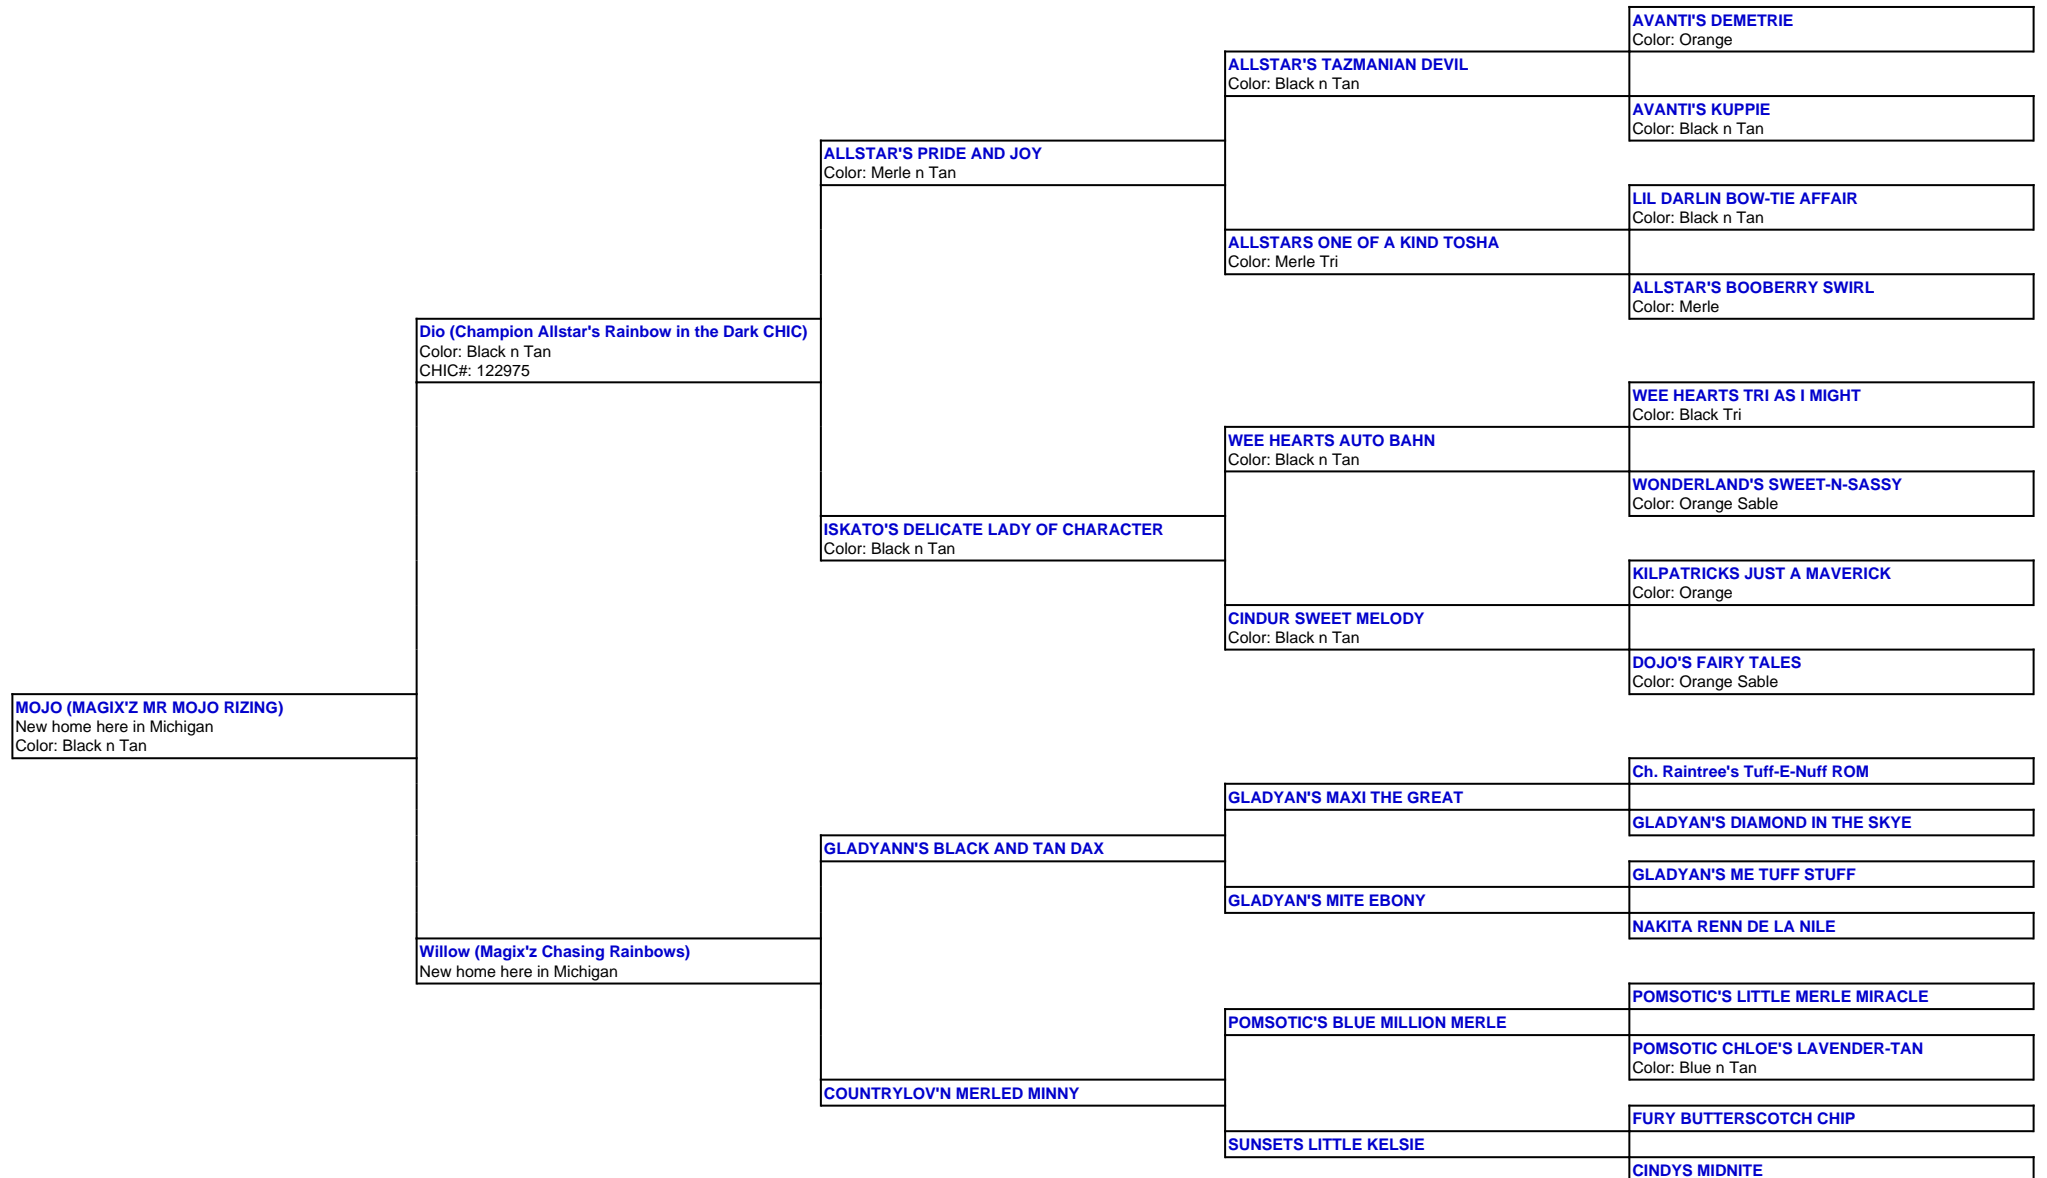 AVANTI'S DEMETRIE
Color: Orange
ALLSTAR'S TAZMANIAN DEVIL
Color: Black n Tan
AVANTI'S KUPPIE
Color: Black n Tan
ALLSTAR'S PRIDE AND JOY
Color: Merle n Tan
LIL DARLIN BOW-TIE AFFAIR
Color: Black n Tan
ALLSTARS ONE OF A KIND TOSHA
Color: Merle Tri
ALLSTAR'S BOOBERRY SWIRL
Color: Merle
Dio (Champion Allstar's Rainbow in the Dark CHIC)
Color: Black n Tan
CHIC#: 122975
WEE HEARTS TRI AS I MIGHT
Color: Black Tri
WEE HEARTS AUTO BAHN
Color: Black n Tan
WONDERLAND'S SWEET-N-SASSY
Color: Orange Sable
ISKATO'S DELICATE LADY OF CHARACTER
Color: Black n Tan
KILPATRICKS JUST A MAVERICK
Color: Orange
CINDUR SWEET MELODY
Color: Black n Tan
DOJO'S FAIRY TALES
Color: Orange Sable
MOJO (MAGIX'Z MR MOJO RIZING)
New home here in Michigan
Color: Black n Tan
Ch. Raintree's Tuff-E-Nuff ROM
GLADYAN'S MAXI THE GREAT
GLADYAN'S DIAMOND IN THE SKYE
GLADYANN'S BLACK AND TAN DAX
GLADYAN'S ME TUFF STUFF
GLADYAN'S MITE EBONY
NAKITA RENN DE LA NILE
Willow (Magix'z Chasing Rainbows)
New home here in Michigan
POMSOTIC'S LITTLE MERLE MIRACLE
POMSOTIC'S BLUE MILLION MERLE
POMSOTIC CHLOE'S LAVENDER-TAN
Color: Blue n Tan
COUNTRYLOV'N MERLED MINNY
FURY BUTTERSCOTCH CHIP
SUNSETS LITTLE KELSIE
CINDYS MIDNITE